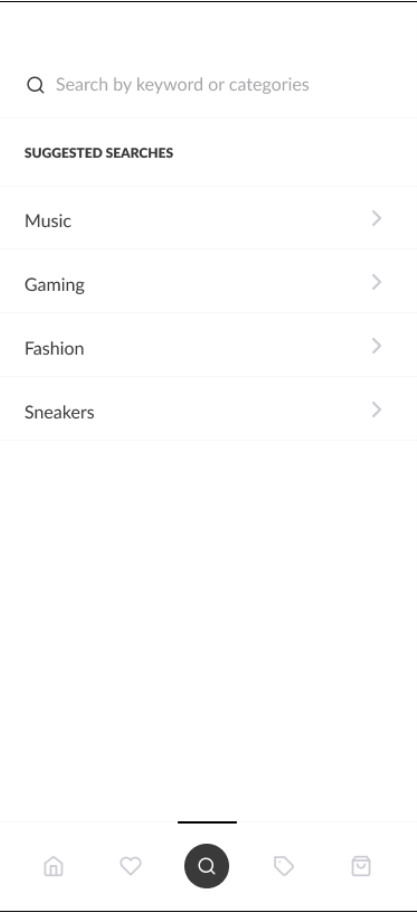 Search by keyword or categories
SUGGESTED SEARCHES
Music
Gaming
Fashion
Sneakers